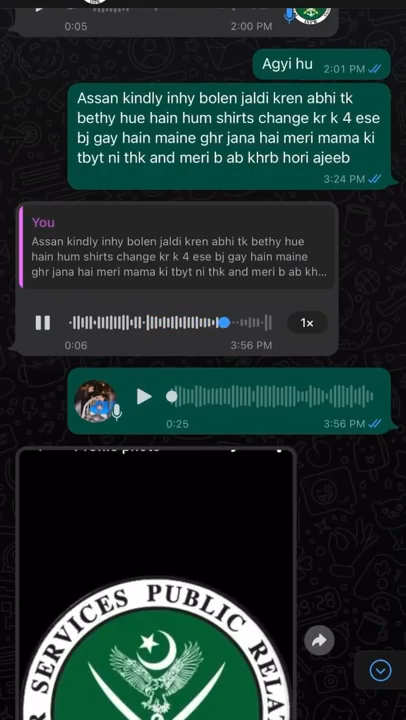 0:05
2:00 PM
Agyi hu
2:01 PM
Assan kindly inhy bolen jaldi kren abhi tk
bethy hue hain hum shirts change kr k 4 ese
bj gay hain maine ghr jana hai meri mama ki
tbyt ni thk and meri b ab khrb hori ajeeb
3:24 PM
You
Assan kindly inhy bolen jaldi kren abhi tk bethy hue
hain hum shirts change kr k 4 ese bj gay hain maine
ghr jana hai meri mama ki tbyt ni thk and meri b ab kh...
1×
0:06
3:56 PM
0:25
3:56 PM
SERVICES PUBLIC RELA